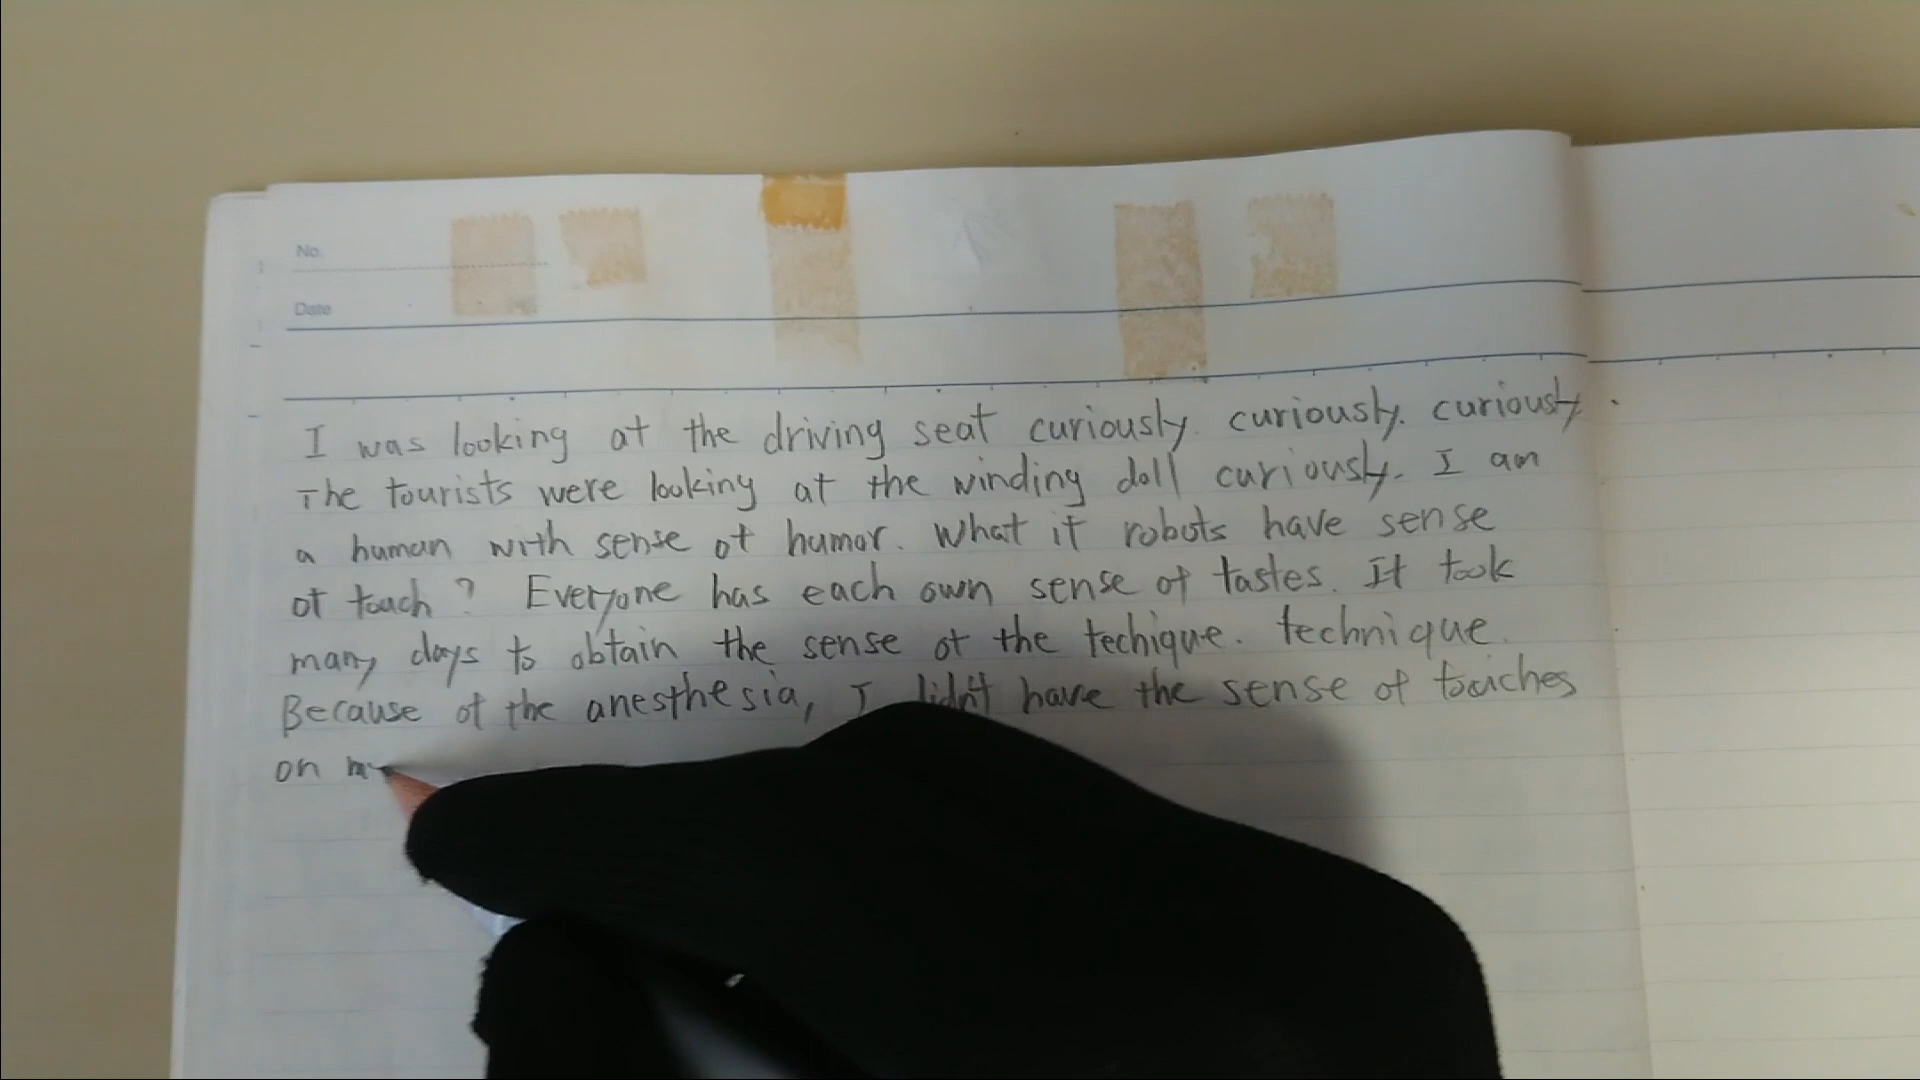 No.
Date
I was looking at the driving seat curiously. curiously. curiously.
The tourists were looking at the winding doll curiously. I am
a human with sense of humor. What if robots have sense
of touch? Everyone has each own sense of tastes. It took
many days to obtain the sense of the techique. technique.
Because of the anesthesia, I didn't have the sense of touches
on